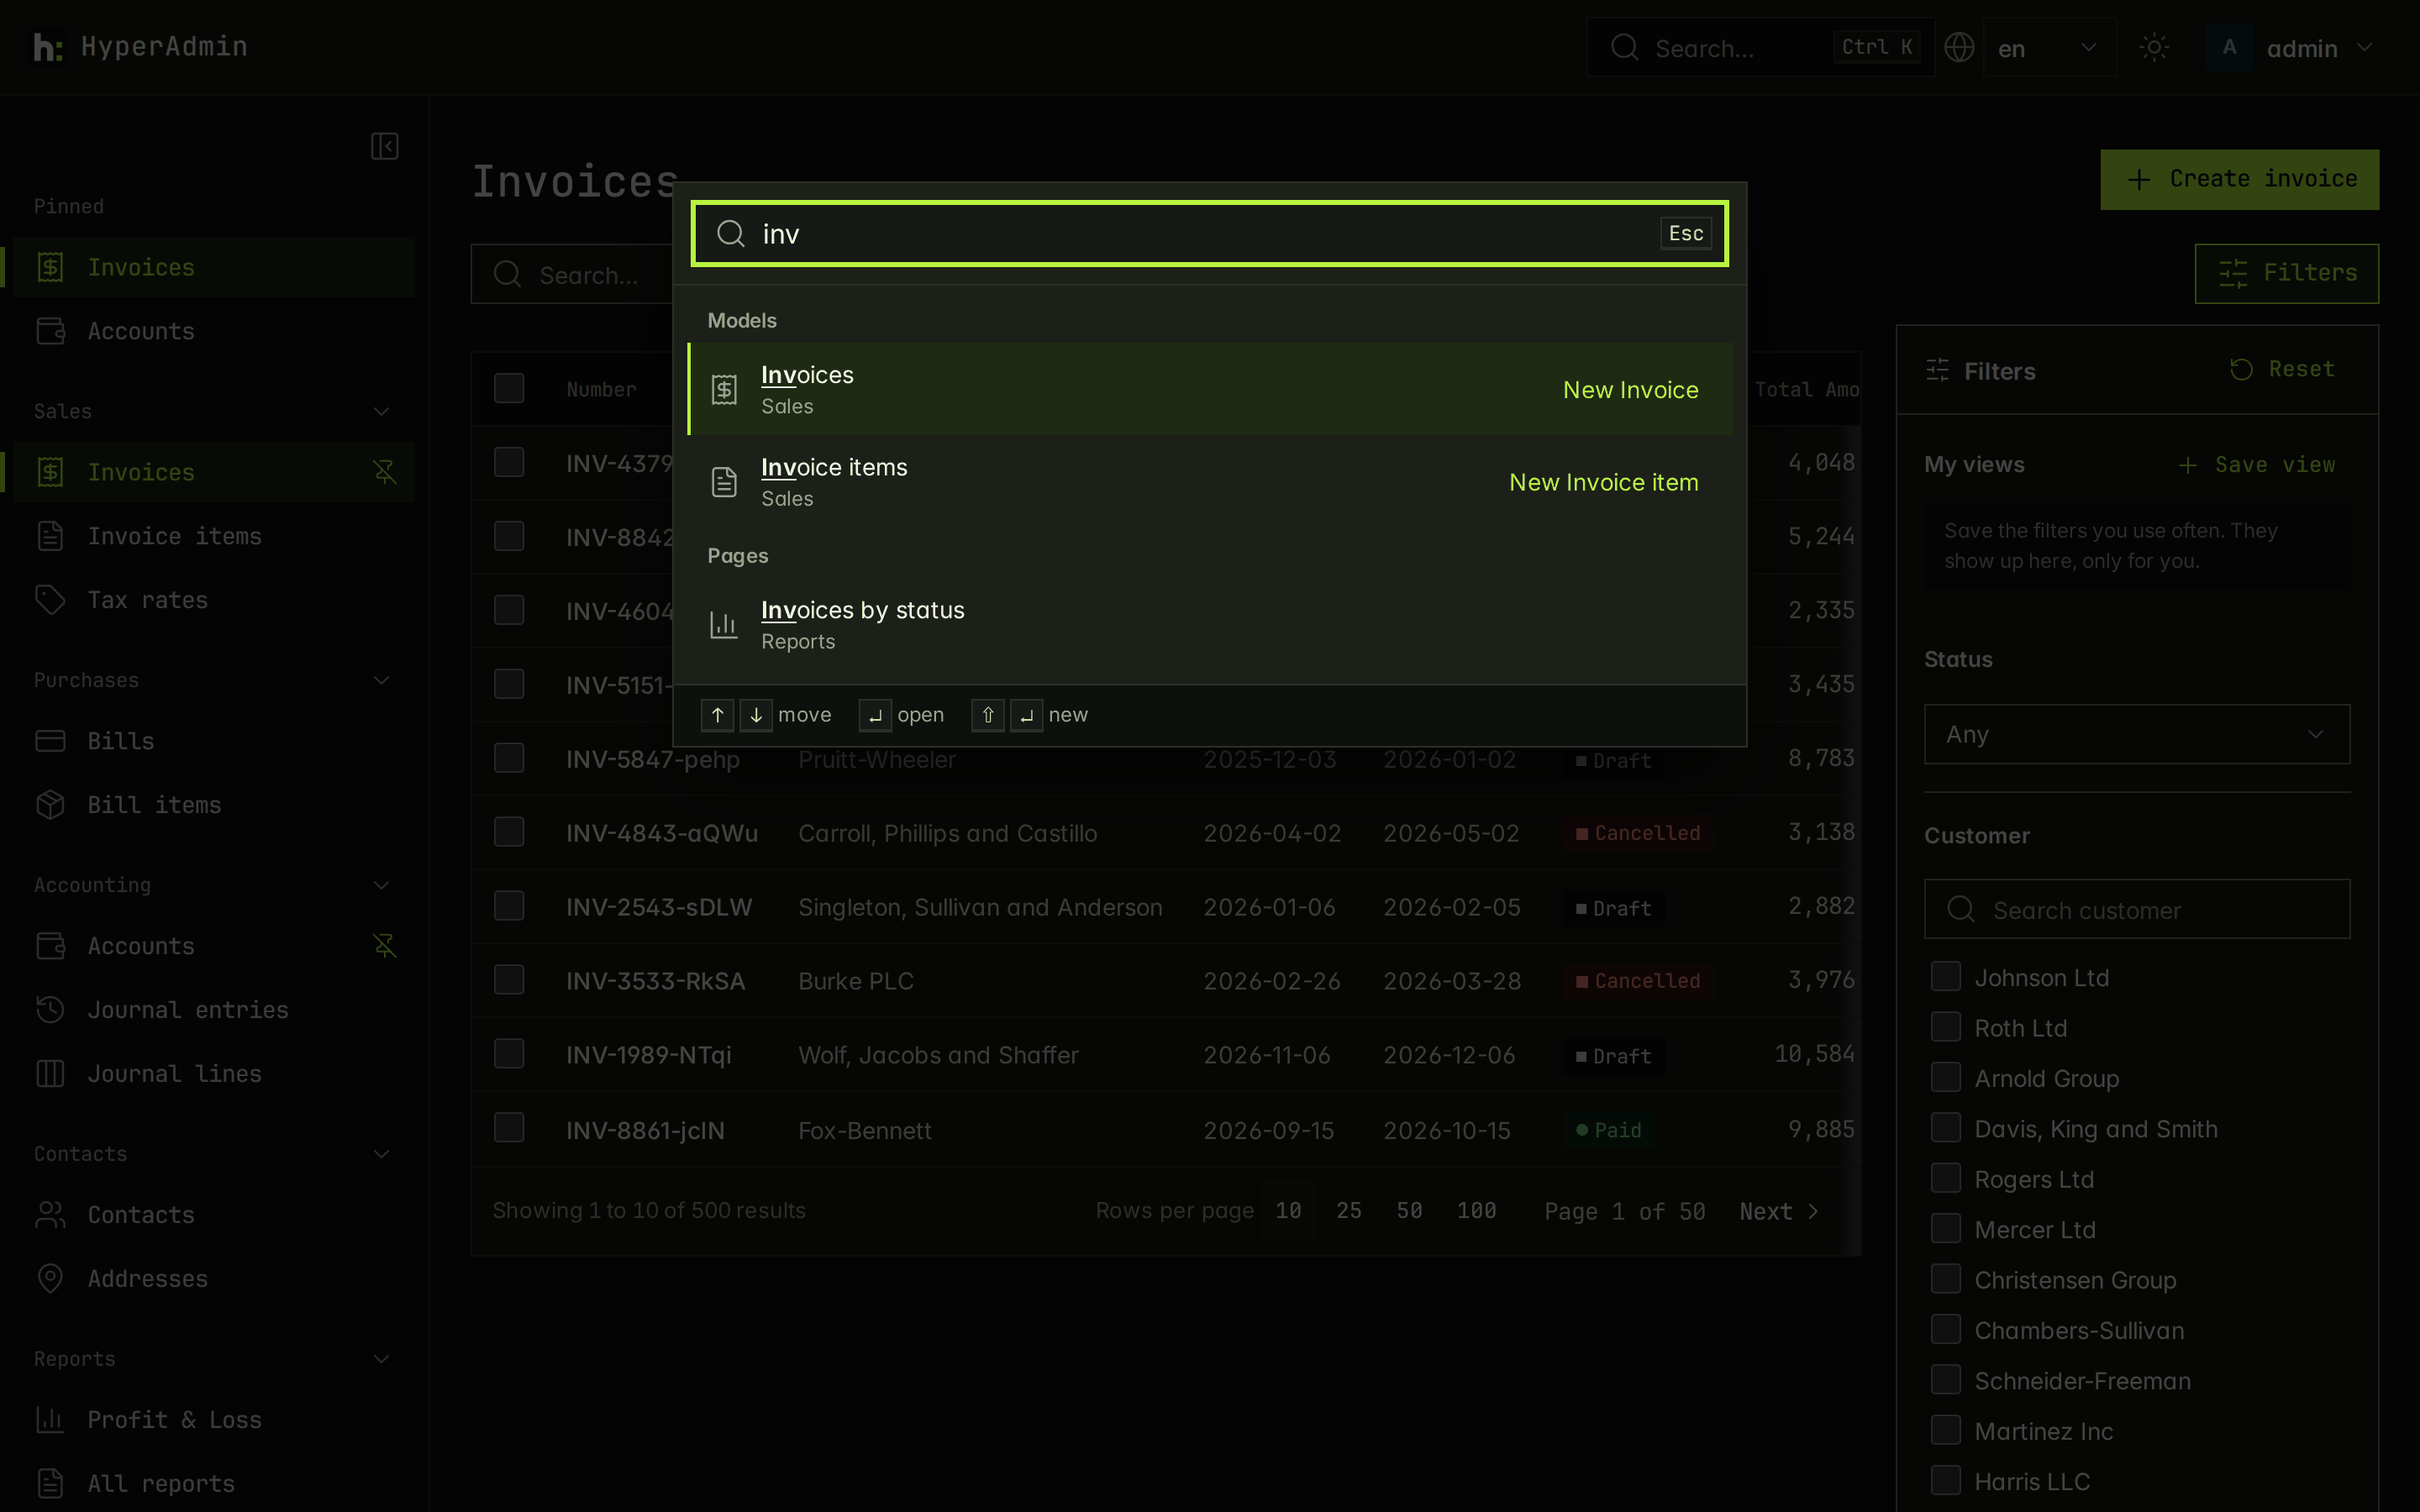 h: HyperAdmin
Search...
Ctrl K
en
A
admin
Pinned
Invoices
Accounts
Sales
Invoices
Invoice items
Tax rates
Purchases
Bills
Bill items
Accounting
Accounts
Journal entries
Journal lines
Contacts
Contacts
Addresses
Reports
Profit & Loss
All reports
Invoices
Create invoice
Search...
Filters
inv
Esc
Models
Invoices
Sales
New Invoice
Invoice items
Sales
New Invoice item
Pages
Invoices by status
Reports
move
open
new
Number Total Amo
INV-4379 4,048
INV-8842 5,244
INV-4604 2,335
INV-5151- 3,435
INV-5847-pehp Pruitt-Wheeler 2025-12-03 2026-01-02 Draft 8,783
INV-4843-aQWu Carroll, Phillips and Castillo 2026-04-02 2026-05-02 Cancelled 3,138
INV-2543-sDLW Singleton, Sullivan and Anderson 2026-01-06 2026-02-05 Draft 2,882
INV-3533-RkSA Burke PLC 2026-02-26 2026-03-28 Cancelled 3,976
INV-1989-NTqi Wolf, Jacobs and Shaffer 2026-11-06 2026-12-06 Draft 10,584
INV-8861-jclN Fox-Bennett 2026-09-15 2026-10-15 Paid 9,885
Showing 1 to 10 of 500 results
Rows per page 10 25 50 100
Page 1 of 50
Next
Filters
Reset
My views
Save view
Save the filters you use often. They
show up here, only for you.
Status
Any
Customer
Search customer
Johnson Ltd
Roth Ltd
Arnold Group
Davis, King and Smith
Rogers Ltd
Mercer Ltd
Christensen Group
Chambers-Sullivan
Schneider-Freeman
Martinez Inc
Harris LLC